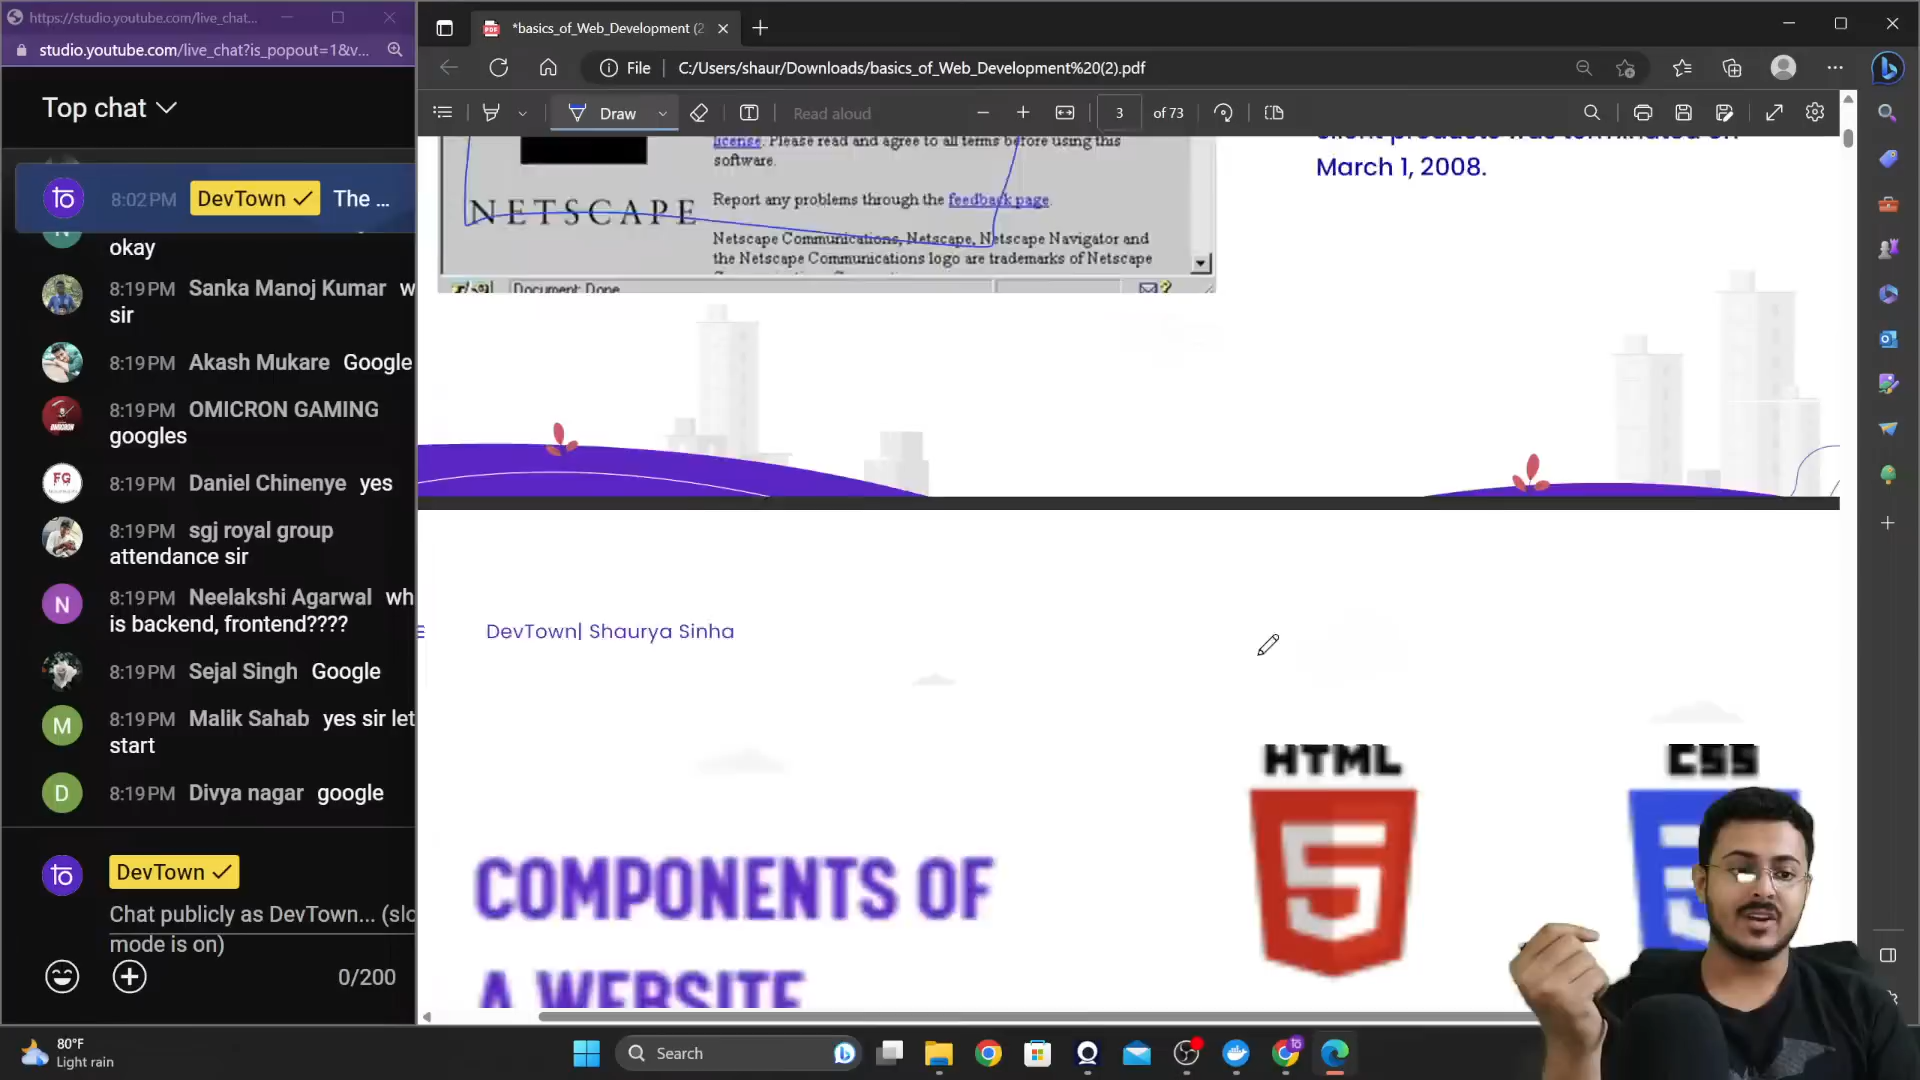 https://studio.youtube.com/live_chat...
studio.youtube.com/live_chat?is_popout=1&v...
Top chat
8:02 PM DevTown The ...
okay
8:19 PM Sanka Manoj Kumar w
sir
8:19 PM Akash Mukare Google
8:19 PM OMICRON GAMING
googles
8:19 PM Daniel Chinenye yes
8:19 PM sgj royal group
attendance sir
8:19 PM Neelakshi Agarwal wh
is backend, frontend????
8:19 PM Sejal Singh Google
8:19 PM Malik Sahab yes sir let
start
8:19 PM Divya nagar google
DevTown
Chat publicly as DevTown... (slo
mode is on)
0/200
*basics_of_Web_Development (2
File C:/Users/shaur/Downloads/basics_of_Web_Development%20(2).pdf
Draw Read aloud 3 of 73
license. Please read and agree to all terms before using this
software.
Report any problems through the feedback page.
NETSCAPE
Netscape Communications, Netscape, Netscape Navigator and
the Netscape Communications logo are trademarks of Netscape
Document: Done
client products was terminated on
March 1, 2008.
DevTown| Shaurya Sinha
HTML
5
CSS
COMPONENTS OF
A WEBSITE
80°F
Light rain
Search